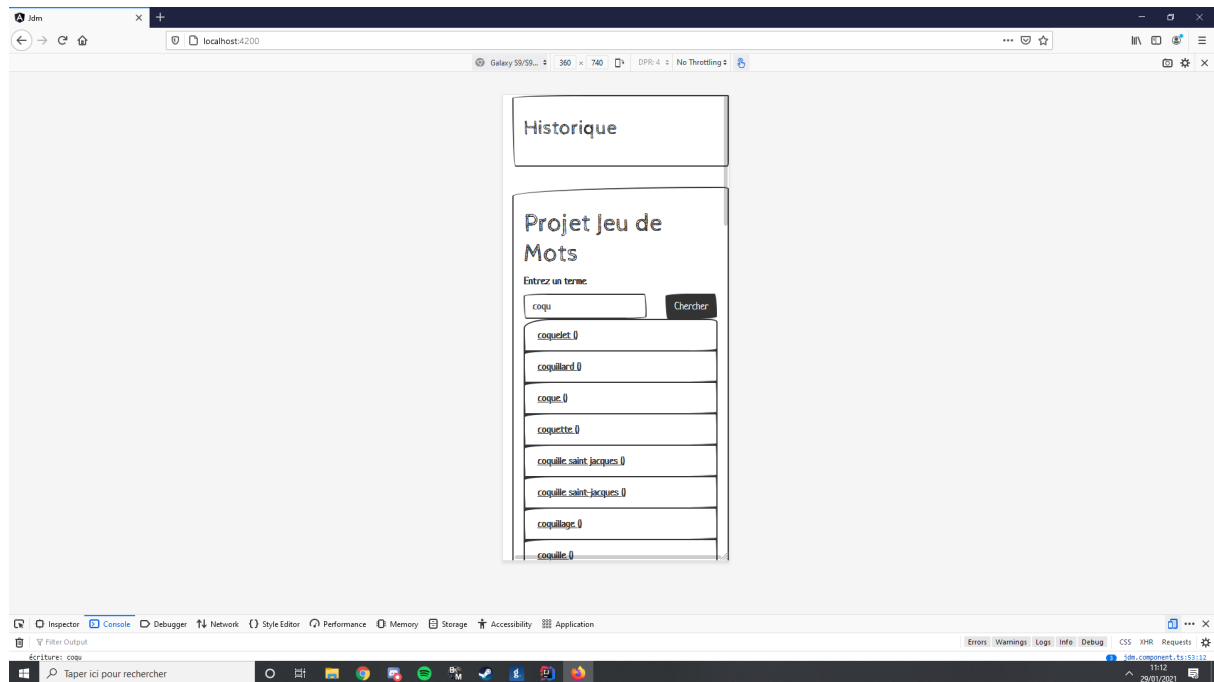 Jdm
localhost:4200
Galaxy S9/S9... 360 × 740 DPR: 4 No Throttling
Historique
Projet Jeu de
Mots
Entrez un terme
coqu Chercher
coquelet ()
coquillard ()
coque ()
coquette ()
coquille saint jacques ()
coquille saint-jacques ()
coquillage ()
coquille ()
Inspector Console Debugger Network Style Editor Performance Memory Storage Accessibility Application
Filter Output Errors Warnings Logs Info Debug CSS XHR Requests
écriture: coqu jdm.component.ts:53:12
Taper ici pour rechercher 11:12
29/01/2021